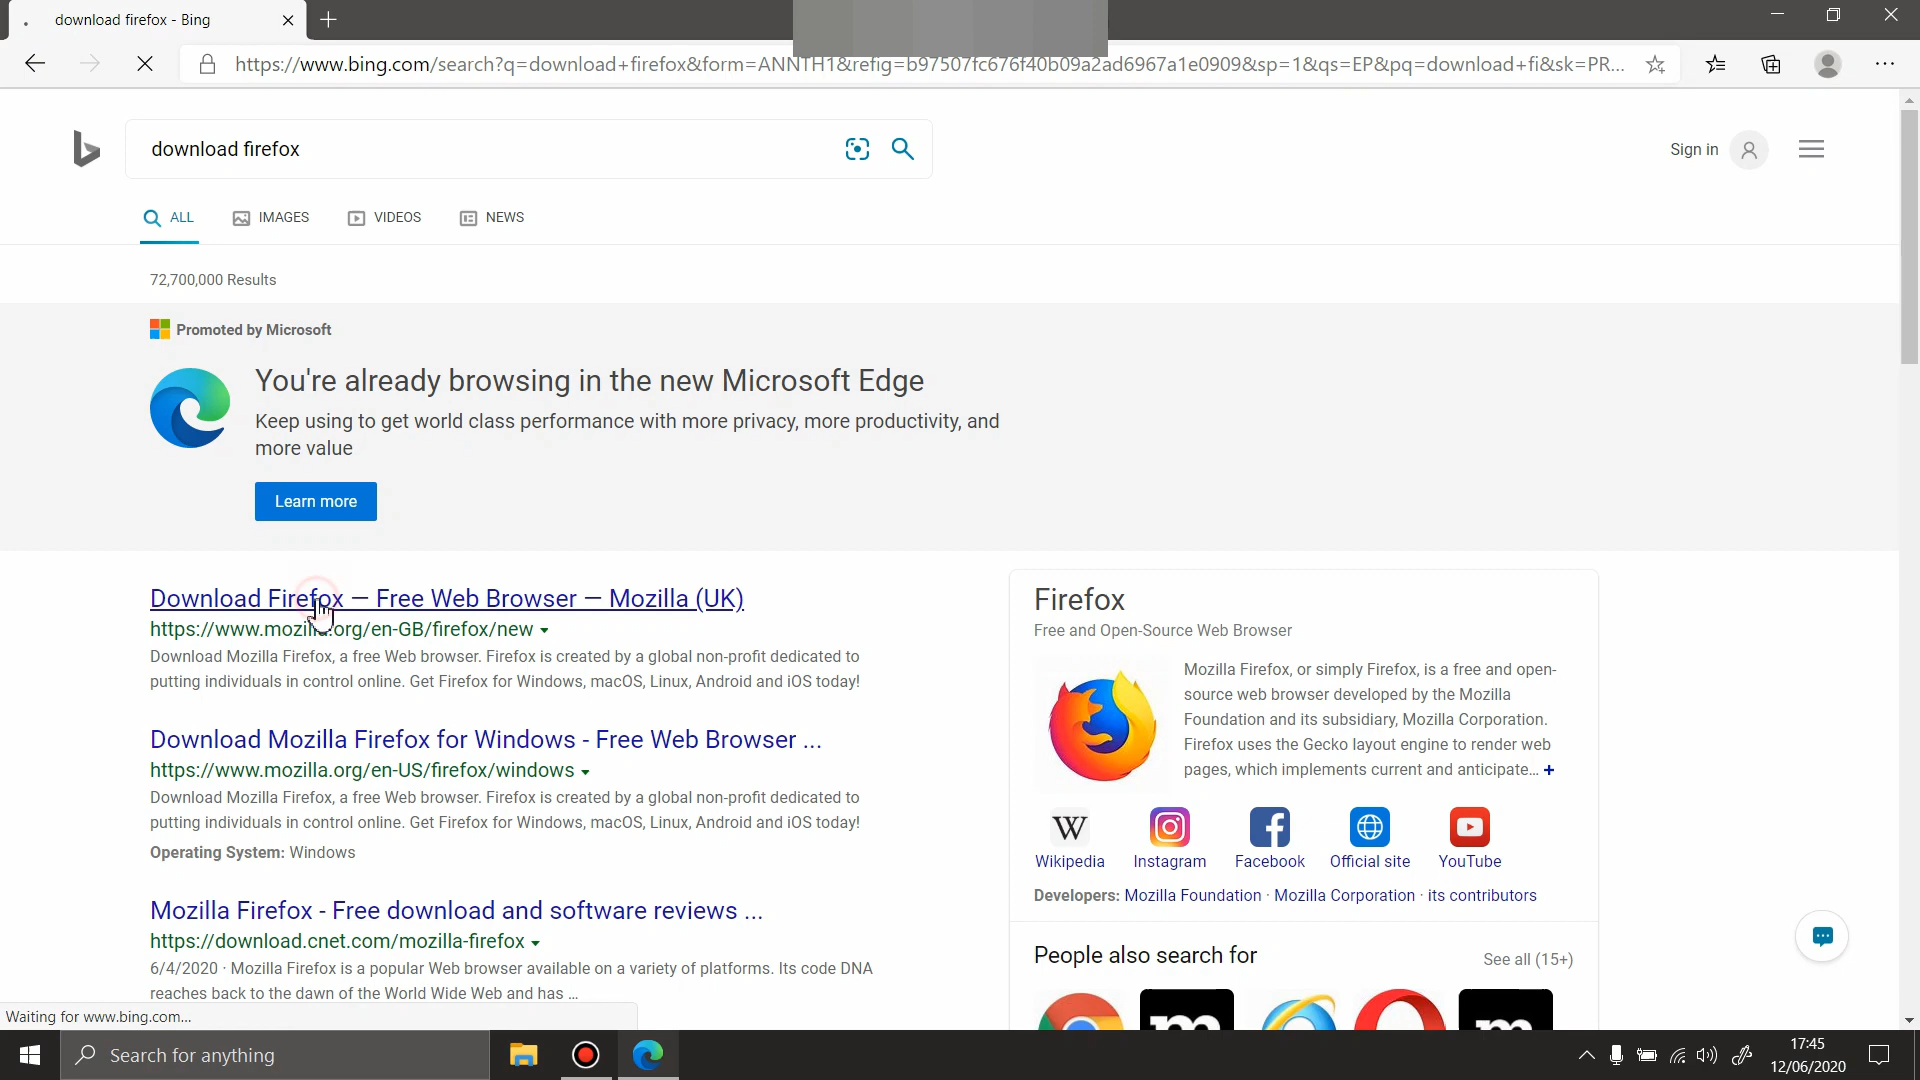 download firefox - Bing
https://www.bing.com/search?q=download+firefox&form=ANNTH1&refig=b97507fc676f40b09a2ad6967a1e0909&sp=1&qs=EP&pq=download+fi&sk=PR...
download firefox
Sign in
ALL IMAGES VIDEOS NEWS
72,700,000 Results
Promoted by Microsoft
You're already browsing in the new Microsoft Edge
Keep using to get world class performance with more privacy, more productivity, and
more value
Learn more
Download Firefox — Free Web Browser — Mozilla (UK)
https://www.mozilla.org/en-GB/firefox/new
Download Mozilla Firefox, a free Web browser. Firefox is created by a global non-profit dedicated to
putting individuals in control online. Get Firefox for Windows, macOS, Linux, Android and iOS today!
Download Mozilla Firefox for Windows - Free Web Browser ...
https://www.mozilla.org/en-US/firefox/windows
Download Mozilla Firefox, a free Web browser. Firefox is created by a global non-profit dedicated to
putting individuals in control online. Get Firefox for Windows, macOS, Linux, Android and iOS today!
Operating System: Windows
Mozilla Firefox - Free download and software reviews ...
https://download.cnet.com/mozilla-firefox
6/4/2020 · Mozilla Firefox is a popular Web browser available on a variety of platforms. Its code DNA
reaches back to the dawn of the World Wide Web and has ...
Firefox
Free and Open-Source Web Browser
Mozilla Firefox, or simply Firefox, is a free and open-
source web browser developed by the Mozilla
Foundation and its subsidiary, Mozilla Corporation.
Firefox uses the Gecko layout engine to render web
pages, which implements current and anticipate... +
W
Wikipedia Instagram Facebook Official site YouTube
Developers: Mozilla Foundation · Mozilla Corporation · its contributors
People also search for
See all (15+)
m m
Waiting for www.bing.com...
Search for anything
17:45
12/06/2020